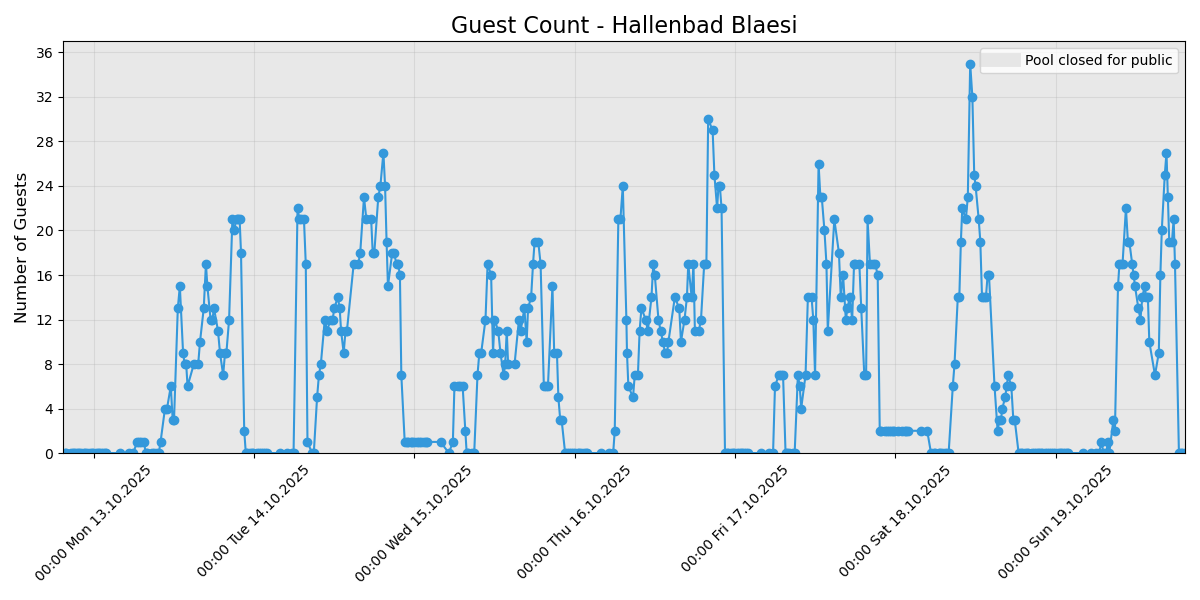 Guest Count - Hallenbad Blaesi
Pool closed for public
Number of Guests
36
32
28
24
20
16
12
8
4
0
00:00 Mon 13.10.2025
00:00 Tue 14.10.2025
00:00 Wed 15.10.2025
00:00 Thu 16.10.2025
00:00 Fri 17.10.2025
00:00 Sat 18.10.2025
00:00 Sun 19.10.2025